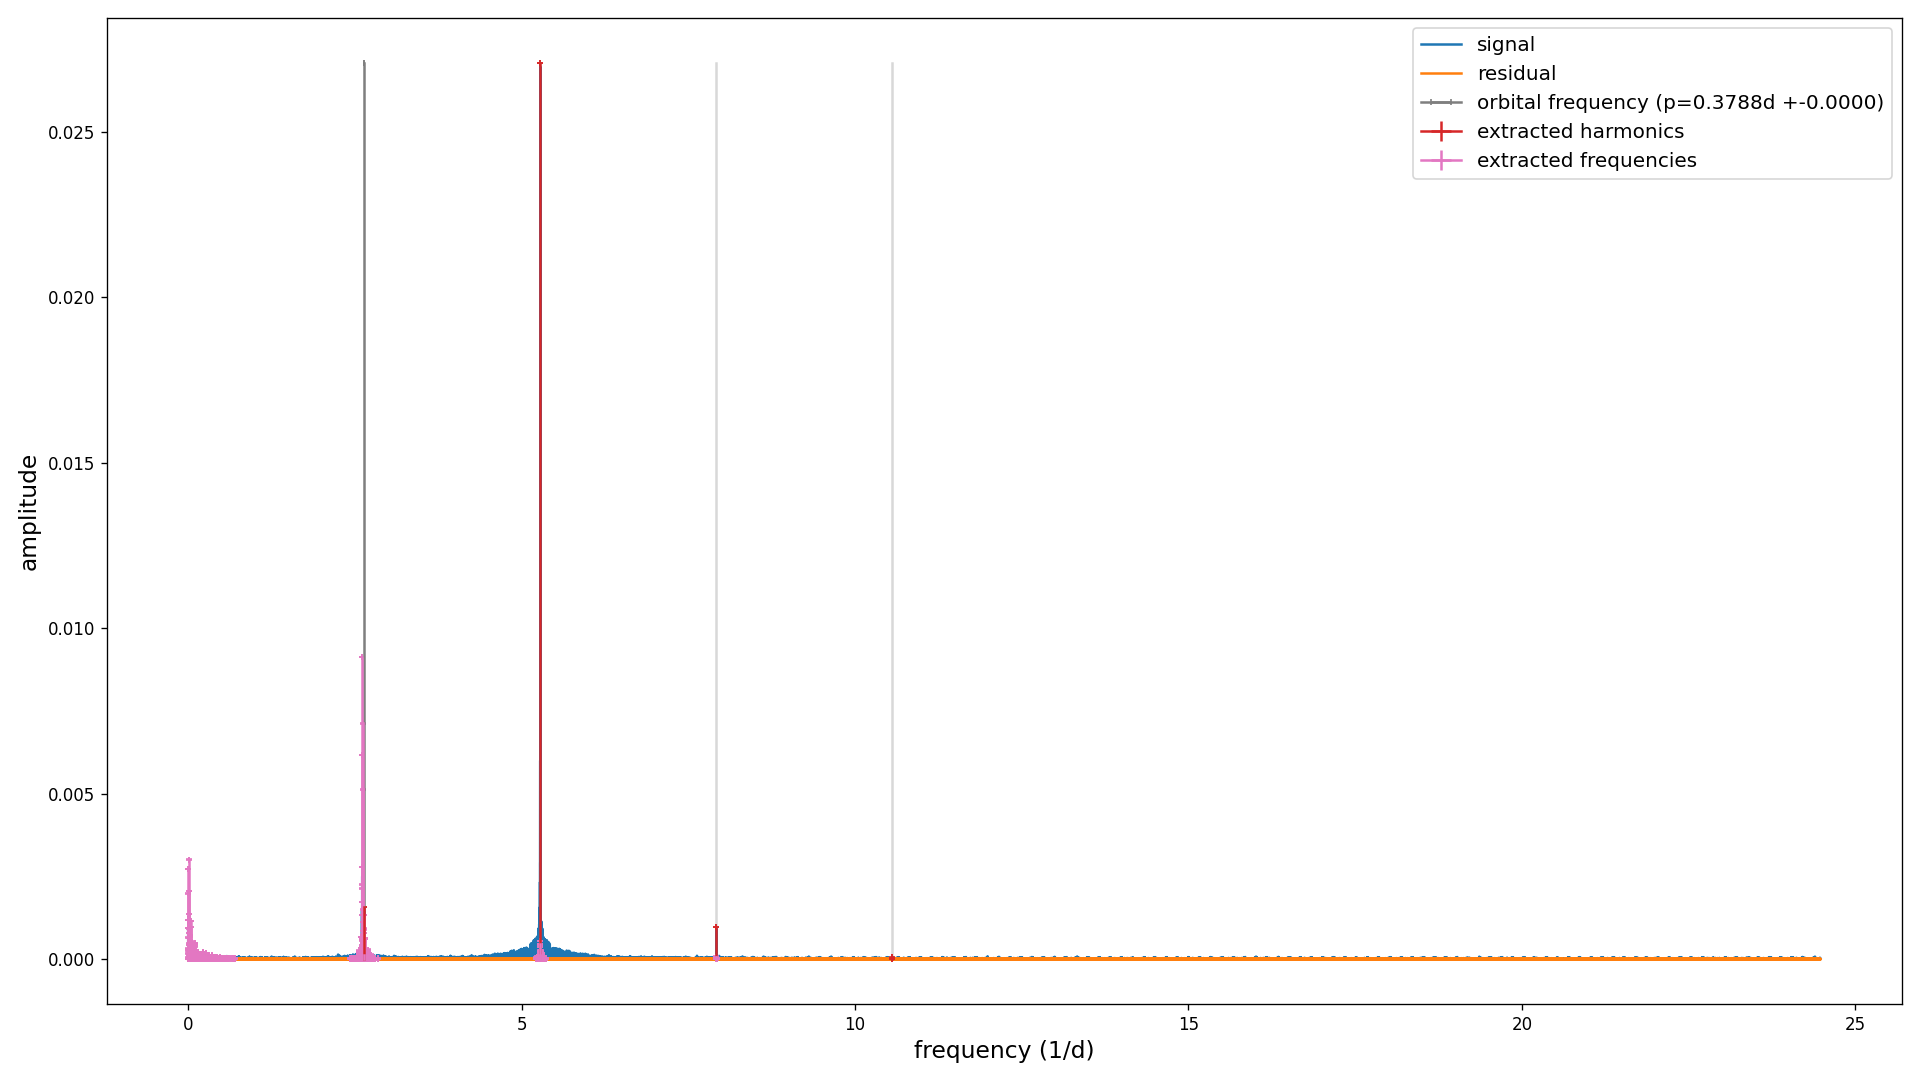 signal
residual
orbital frequency (p=0.3788d +-0.0000)
extracted harmonics
extracted frequencies
0.025
0.020
0.015
0.010
0.005
0.000
amplitude
0 5 10 15 20 25
frequency (1/d)